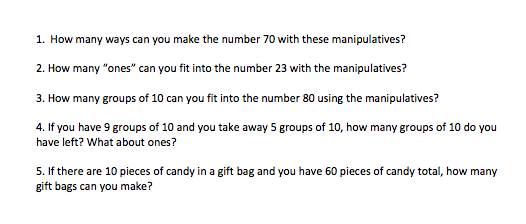 1. How many ways can you make the number 70 with these manipulatives?
2. How many “ones” can you fit into the number 23 with the manipulatives?
3. How many groups of 10 can you fit into the number 80 using the manipulatives?
4. If you have 9 groups of 10 and you take away 5 groups of 10, how many groups of 10 do you
have left? What about ones?
5. If there are 10 pieces of candy in a gift bag and you have 60 pieces of candy total, how many
gift bags can you make?